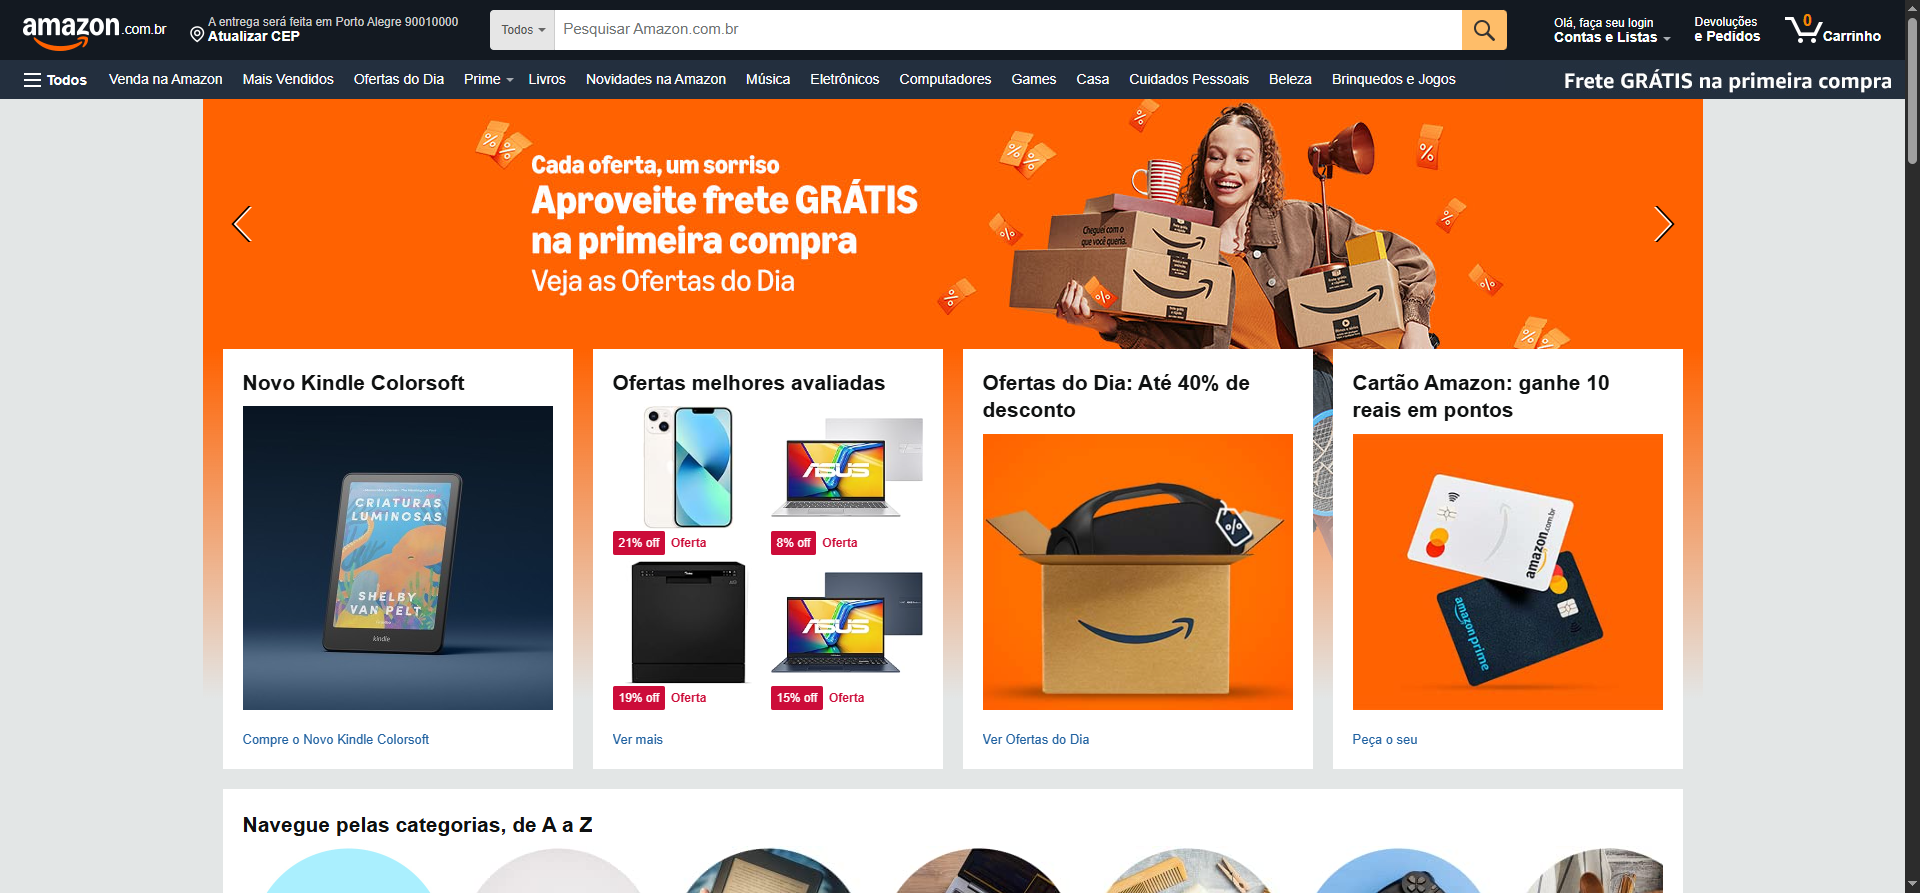 amazon.com.br
A entrega será feita em Porto Alegre 90010000
Atualizar CEP
Todos
Pesquisar Amazon.com.br
Olá, faça seu login
Contas e Listas
Devoluções
e Pedidos
0
Carrinho
Todos
Venda na Amazon
Mais Vendidos
Ofertas do Dia
Prime
Livros
Novidades na Amazon
Música
Eletrônicos
Computadores
Games
Casa
Cuidados Pessoais
Beleza
Brinquedos e Jogos
Frete GRÁTIS na primeira compra
Cada oferta, um sorriso
Aproveite frete GRÁTIS
na primeira compra
Veja as Ofertas do Dia
Cheguei com o
que você queria.
Novo Kindle Colorsoft
CRIATURAS
LUMINOSAS
SHELBY
VAN PELT
kindle
Compre o Novo Kindle Colorsoft
Ofertas melhores avaliadas
ASUS
21% off
Oferta
8% off
Oferta
ASUS
19% off
Oferta
15% off
Oferta
Ver mais
Ofertas do Dia: Até 40% de
desconto
%
Ver Ofertas do Dia
Cartão Amazon: ganhe 10
reais em pontos
amazon.com.br
amazon prime
Peça o seu
Navegue pelas categorias, de A a Z